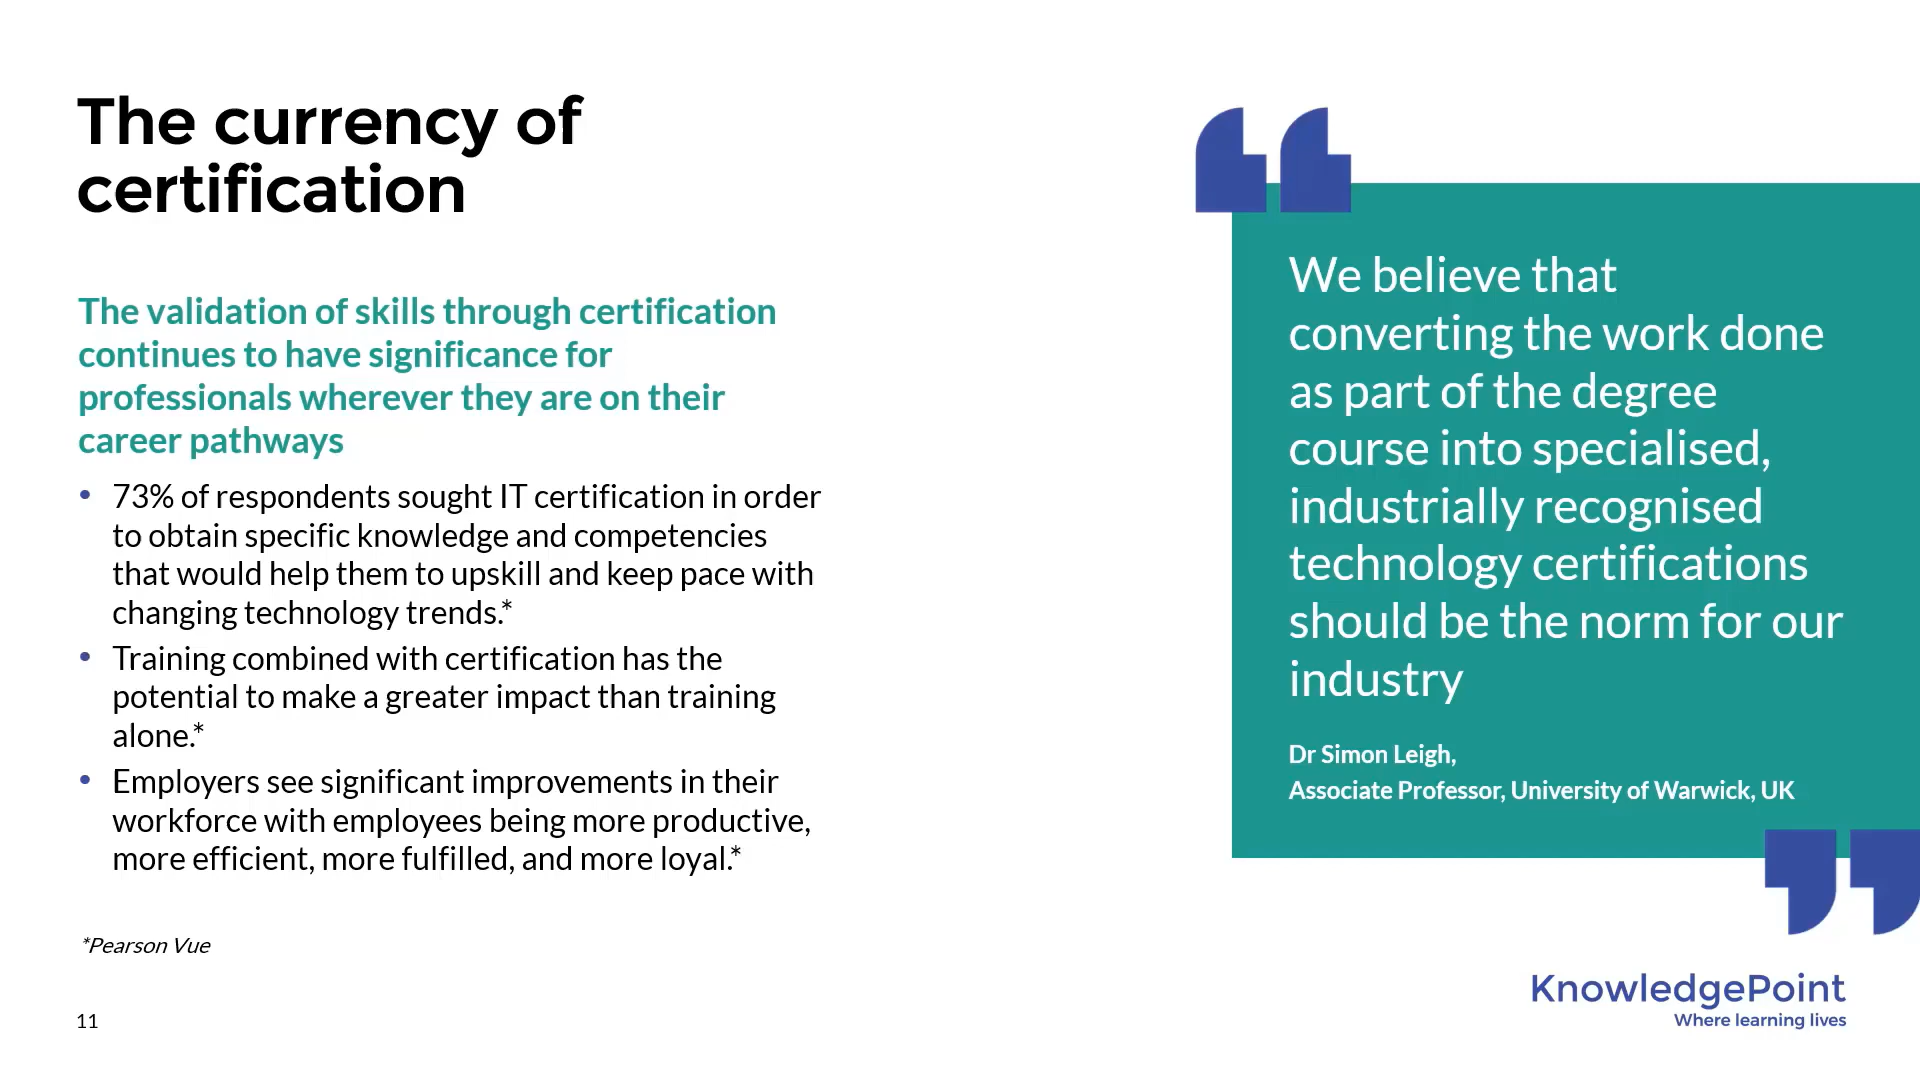 The currency of
certification
The validation of skills through certification
continues to have significance for
professionals wherever they are on their
career pathways
• 73% of respondents sought IT certification in order
to obtain specific knowledge and competencies
that would help them to upskill and keep pace with
changing technology trends.*
• Training combined with certification has the
potential to make a greater impact than training
alone.*
• Employers see significant improvements in their
workforce with employees being more productive,
more efficient, more fulfilled, and more loyal.*
*Pearson Vue
11
We believe that
converting the work done
as part of the degree
course into specialised,
industrially recognised
technology certifications
should be the norm for our
industry
Dr Simon Leigh,
Associate Professor, University of Warwick, UK
KnowledgePoint
Where learning lives